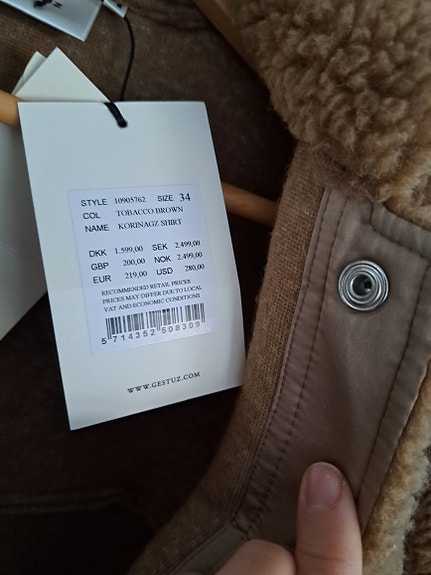 STYLE 10905762 SIZE 34
COL TOBACCO BROWN
NAME KORINAGZ SHIRT
DKK 1.599,00 SEK 2.499,00
GBP 200,00 NOK 2.499,00
EUR 219,00 USD 280,00
RECOMMENDED RETAIL PRICES
PRICES MAY DIFFER DUE TO LOCAL
VAT AND ECONOMIC CONDITIONS
5 714352 508309
WWW.GESTUZ.COM